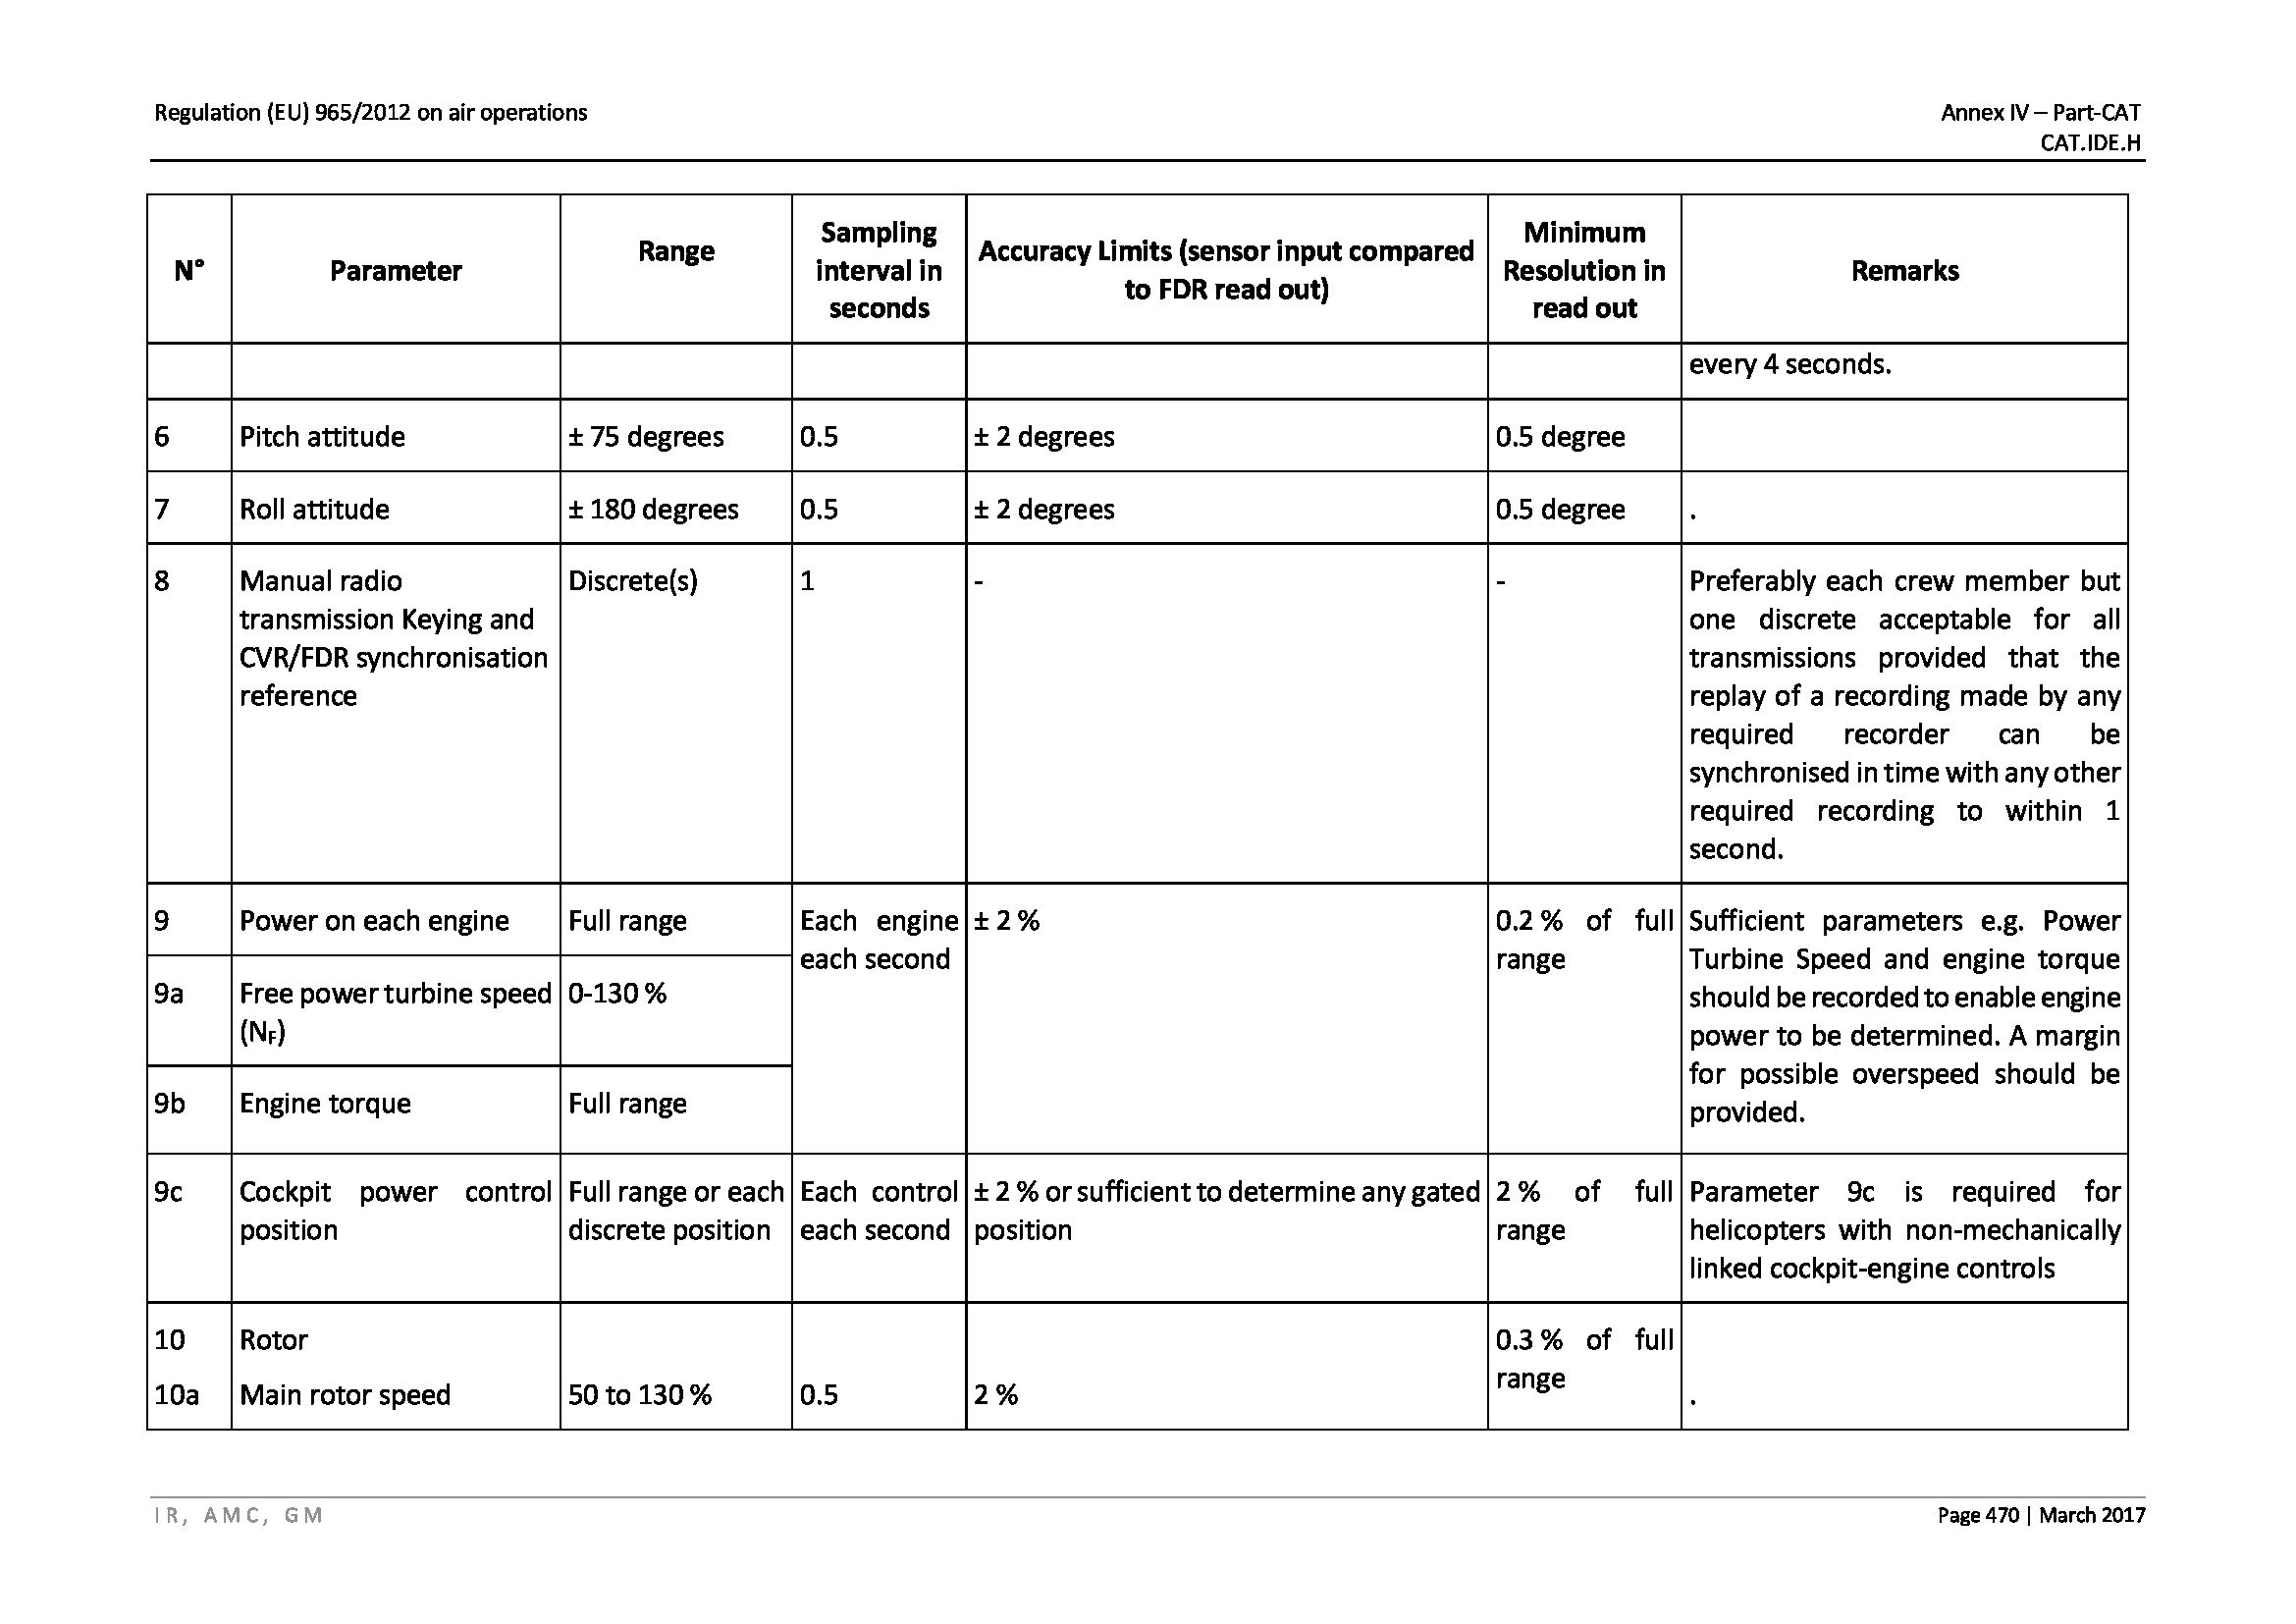 Regulation (EU) 965/2012 on air operations
Annex IV – Part-CAT
CAT.IDE.H
N°
Parameter
Range
Sampling
interval in
seconds
Accuracy Limits (sensor input compared
to FDR read out)
Minimum
Resolution in
read out
Remarks
every 4 seconds.
6
Pitch attitude
± 75 degrees
0.5
± 2 degrees
0.5 degree
7
Roll attitude
± 180 degrees
0.5
± 2 degrees
0.5 degree
.
8
Manual radio
transmission Keying and
CVR/FDR synchronisation
reference
Discrete(s)
1
-
-
Preferably each crew member but
one discrete acceptable for all
transmissions provided that the
replay of a recording made by any
required recorder can be
synchronised in time with any other
required recording to within 1
second.
9
Power on each engine
Full range
Each engine
each second
± 2 %
0.2 % of full
range
Sufficient parameters e.g. Power
Turbine Speed and engine torque
should be recorded to enable engine
power to be determined. A margin
for possible overspeed should be
provided.
9a
Free power turbine speed
(NF)
0-130 %
9b
Engine torque
Full range
9c
Cockpit power control
position
Full range or each
discrete position
Each control
each second
± 2 % or sufficient to determine any gated
position
2 % of full
range
Parameter 9c is required for
helicopters with non-mechanically
linked cockpit-engine controls
10
Rotor
0.3 % of full
range
10a
Main rotor speed
50 to 130 %
0.5
2 %
.
IR, AMC, GM
Page 470 | March 2017